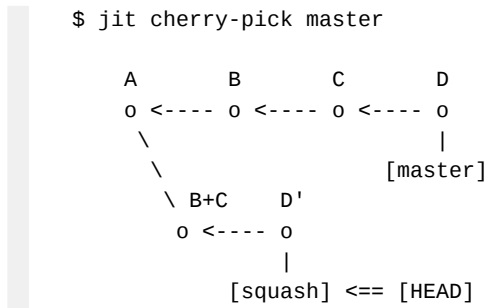 $ jit cherry-pick master
A B C D
o <---- o <---- o <---- o
\ |
\ [master]
\ B+C D'
o <---- o
|
[squash] <== [HEAD]